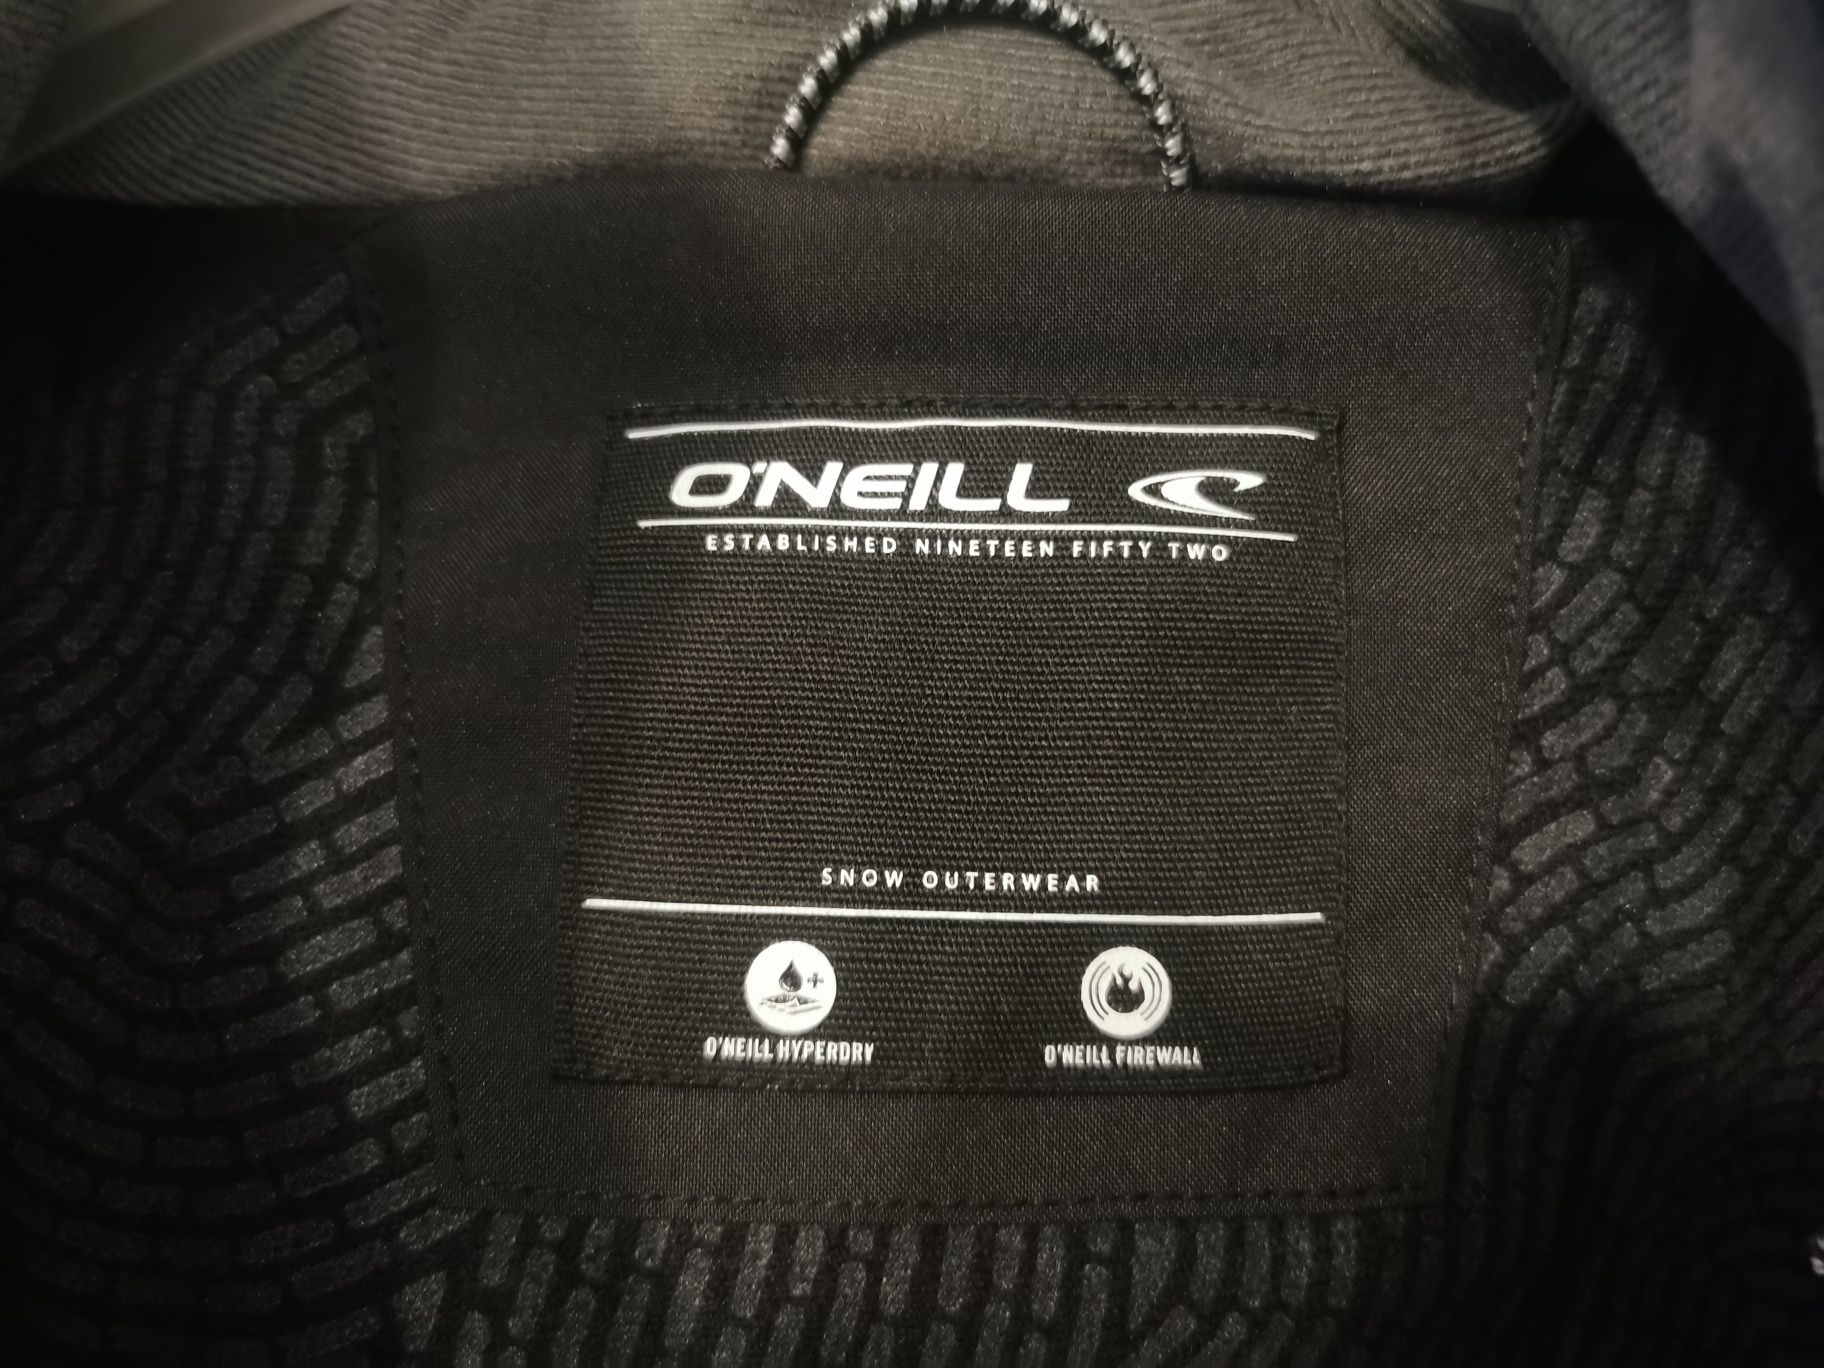 O'NEILL
ESTABLISHED NINETEEN FIFTY TWO
SNOW OUTERWEAR
O'NEILL HYPERDRY
O'NEILL FIREWALL